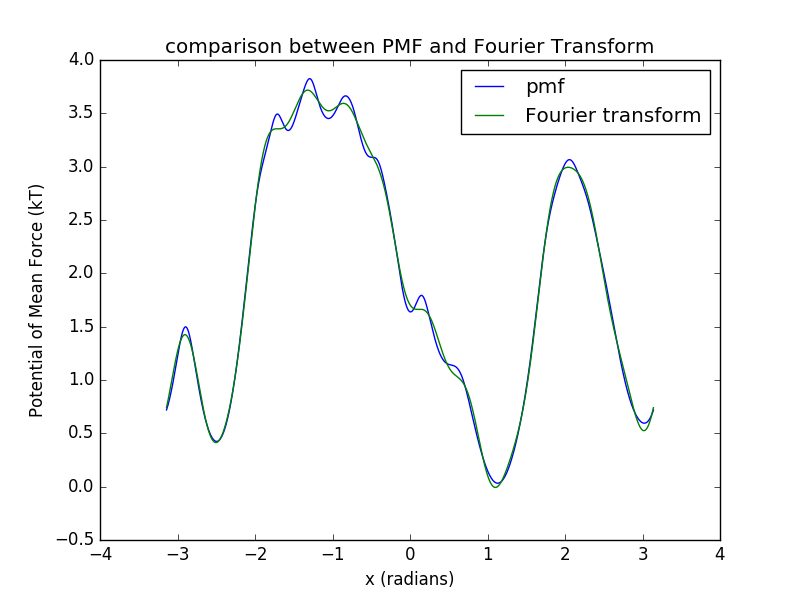 comparison between PMF and Fourier Transform
pmf
Fourier transform
4.0
3.5
3.0
2.5
2.0
1.5
1.0
0.5
0.0
−0.5
Potential of Mean Force (kT)
−4 −3 −2 −1 0 1 2 3 4
x (radians)